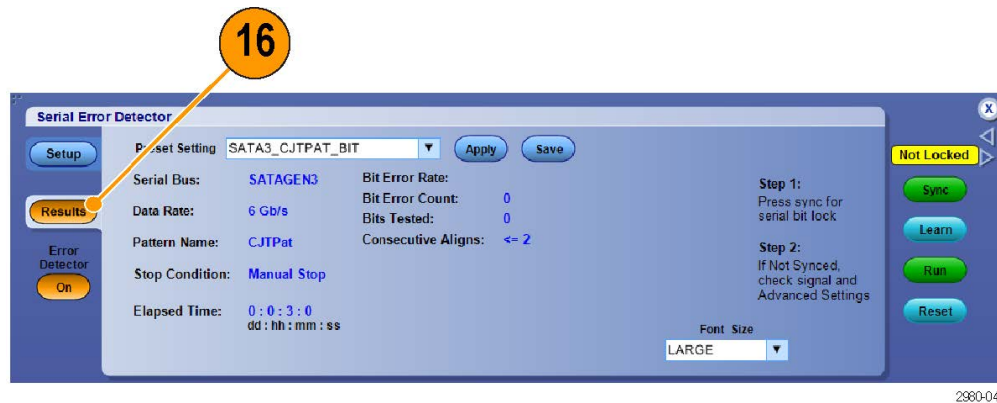 16
Serial Error Detector
Setup
Preset Setting SATA3_CJTPAT_BIT Apply Save
Serial Bus: SATAGEN3
Data Rate: 6 Gb/s
Pattern Name: CJTPat
Stop Condition: Manual Stop
Elapsed Time: 0 : 0 : 3 : 0
dd : hh : mm : ss
Bit Error Rate:
Bit Error Count: 0
Bits Tested: 0
Consecutive Aligns: <= 2
Results
Error
Detector
On
Step 1:
Press sync for
serial bit lock
Step 2:
If Not Synced,
check signal and
Advanced Settings
Font Size
LARGE
X
Not Locked
Sync
Learn
Run
Reset
2980-04